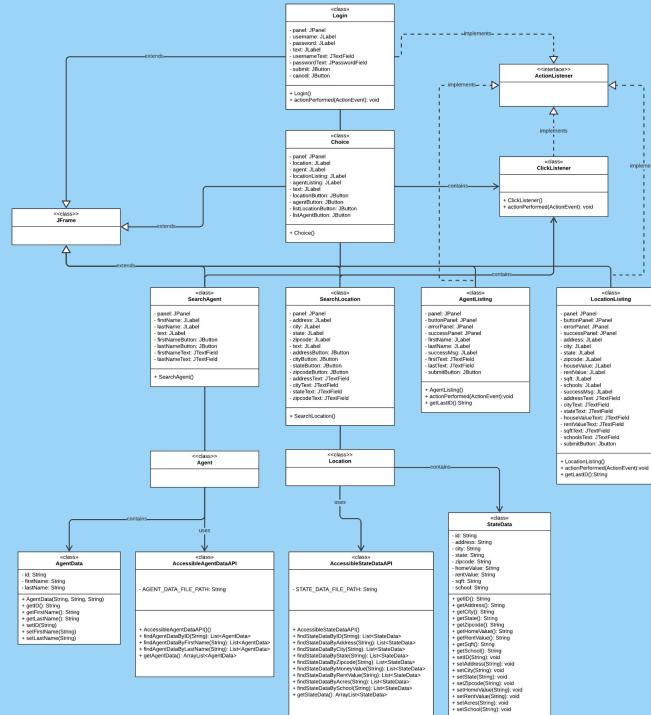 «class»
Login
- panel: JPanel
- username: JLabel
- password: JLabel
- text: JLabel
- usernameText: JTextField
- passwordText: JPasswordField
- submit: JButton
- cancel: JButton
+ Login()
+ actionPerformed(ActionEvent): void
implements
extends
<<interface>>
ActionListener
implements
implements
implements
«class»
Choice
- panel: JPanel
- location: JLabel
- agent: JLabel
- locationListing: JLabel
- agentListing: JLabel
- text: JLabel
- locationButton: JButton
- agentButton: JButton
- listLocationButton: JButton
- listAgentButton: JButton
+ Choice()
«class»
ClickListener
+ ClickListener()
+ actionPerformed(ActionEvent): void
contains
<<class>>
JFrame
extends
extends
contains
«class»
SearchAgent
- panel: JPanel
- firstName: JLabel
- lastName: JLabel
- text: JLabel
- firstNameButton: JButton
- lastNameButton: JButton
- firstNameText: JTextField
- lastNameText: JTextField
+ SearchAgent()
«class»
SearchLocation
- panel: JPanel
- address: JLabel
- city: JLabel
- state: JLabel
- zipcode: JLabel
- text: JLabel
- addressButton: JButton
- cityButton: JButton
- stateButton: JButton
- zipcodeButton: JButton
- addressText: JTextField
- cityText: JTextField
- stateText: JTextField
- zipcodeText: JTextField
+ SearchLocation()
«class»
AgentListing
- panel: JPanel
- buttonPanel: JPanel
- errorPanel: JPanel
- successPanel: JPanel
- firstName: JLabel
- lastName: JLabel
- successMsg: JLabel
- firstText: JTextField
- lastText: JTextField
- submitButton: JButton
+ AgentListing()
+ actionPerformed(ActionEvent):void
+ getLastID():String
«class»
LocationListing
- panel: JPanel
- buttonPanel: JPanel
- errorPanel: JPanel
- successPanel: JPanel
- address: JLabel
- city: JLabel
- state: JLabel
- zipcode: JLabel
- houseValue: JLabel
- rentValue: JLabel
- sqft: JLabel
- schools: JLabel
- successMsg: JLabel
- addressText: JTextField
- cityText: JTextField
- stateText: JTextField
- houseValueText: JTextField
- rentValueText: JTextField
- sqftText: JTextField
- schoolsText: JTextField
- submitButton: Jbutton
+ LocationListing()
+ actionPerformed(ActionEvent): void
+ getLastID():String
<<class>>
Agent
<<class>>
Location
contains
uses
uses
contains
«class»
AgentData
- id: String
- firstName: String
- lastName: String
+ AgentData(String, String, String)
+ getID(): String
+ getFirstName(): String
+ getLastName(): String
+ setID(String)
+ setFirstName(String)
+ setLastName(String)
«class»
AccessibleAgentDataAPI
- AGENT_DATA_FILE_PATH: String
+ AccessibleAgentDataAPI()
+ findAgentDataByID(String): List<AgentData>
+ findAgentDataByFirstName(String): List<AgentData>
+ findAgentDataByLastName(String): List<AgentData>
+ getAgentData(): ArrayList<AgentData>
«class»
AccessibleStateDataAPI
- STATE_DATA_FILE_PATH: String
+ AccessibleStateDataAPI()
+ findStateDataByID(String): List<StateData>
+ findStateDataByAddress(String): List<StateData>
+ findStateDataByCity(String): List<StateData>
+ findStateDataByState(String): List<StateData>
+ findStateDataByZipcode(String): List<StateData>
+ findStateDataByMoneyValue(String): List<StateData>
+ findStateDataByRentValue(String): List<StateData>
+ findStateDataByAcres(String): List<StateData>
+ findStateDataBySchool(String): List<StateData>
+ getStateData(): ArrayList<StateData>
«class»
StateData
- id: String
- address: String
- city: String
- state: String
- zipcode: String
- homeValue: String
- rentValue: String
- sqft: String
- school: String
+ getID(): String
+ getAddress(): String
+ getCity(): String
+ getState(): String
+ getZipcode(): String
+ getHomeValue(): String
+ getRentValue(): String
+ getSqft(): String
+ getSchool(): String
+ setID(String): void
+ setAddress(String): void
+ setCity(String): void
+ setState(String): void
+ setZipcode(String): void
+ setHomeValue(String): void
+ setRentValue(String): void
+ setAcres(String): void
+ setSchool(String): void